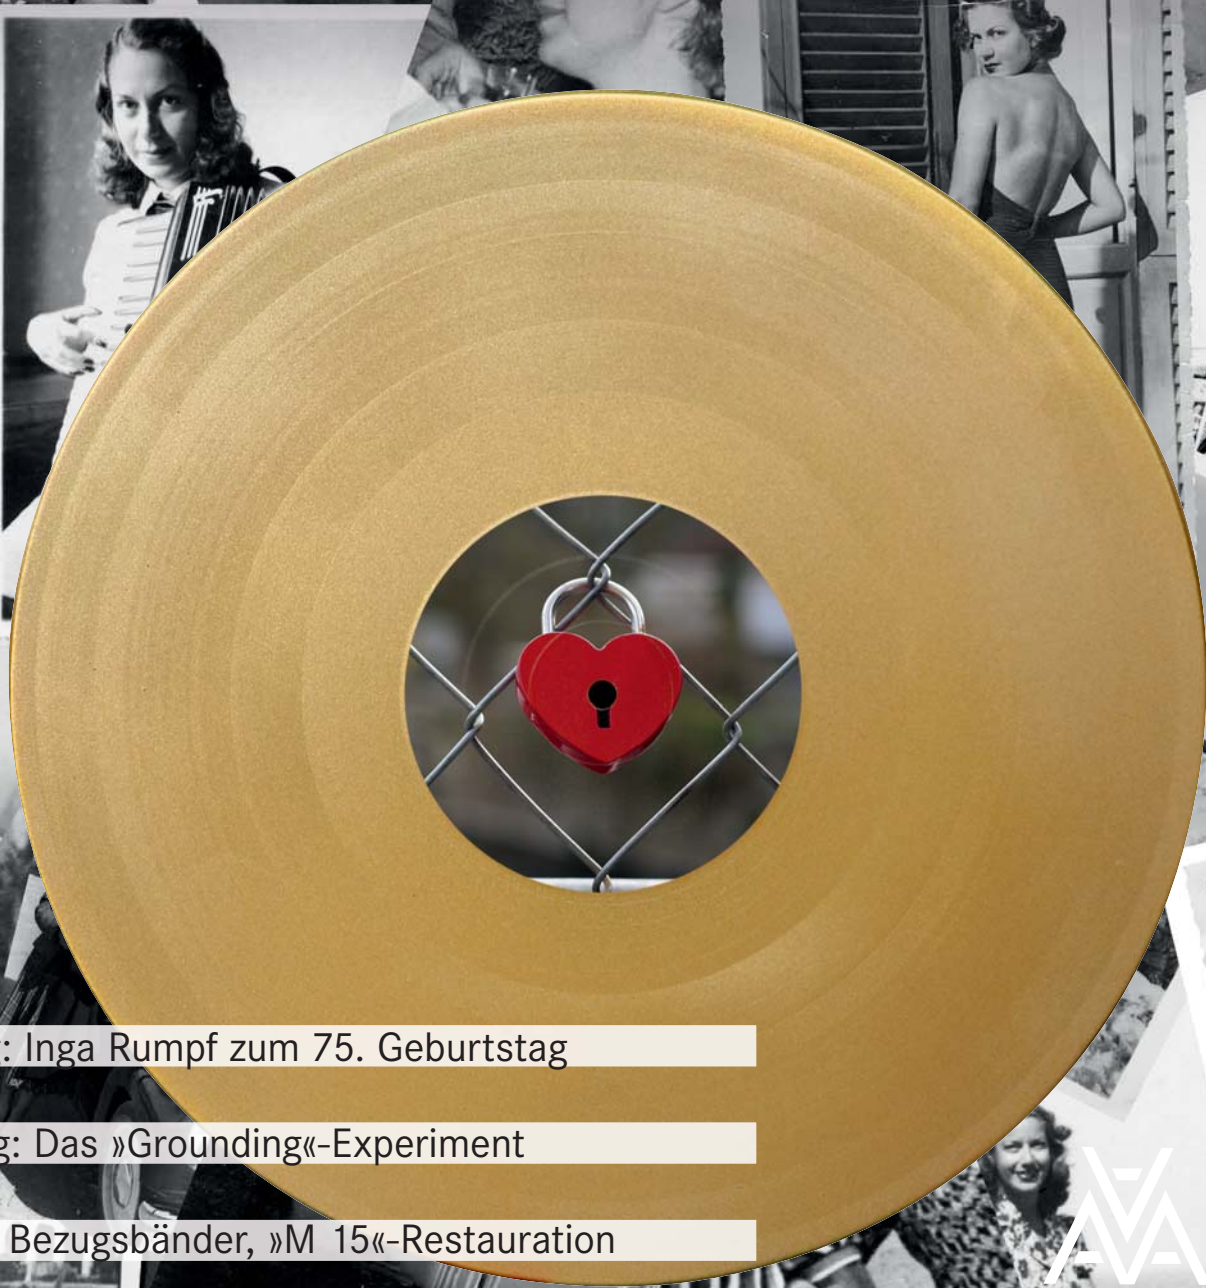 : Inga Rumpf zum 75. Geburtstag
g: Das »Grounding«-Experiment
Bezugsbänder, »M 15«-Restauration